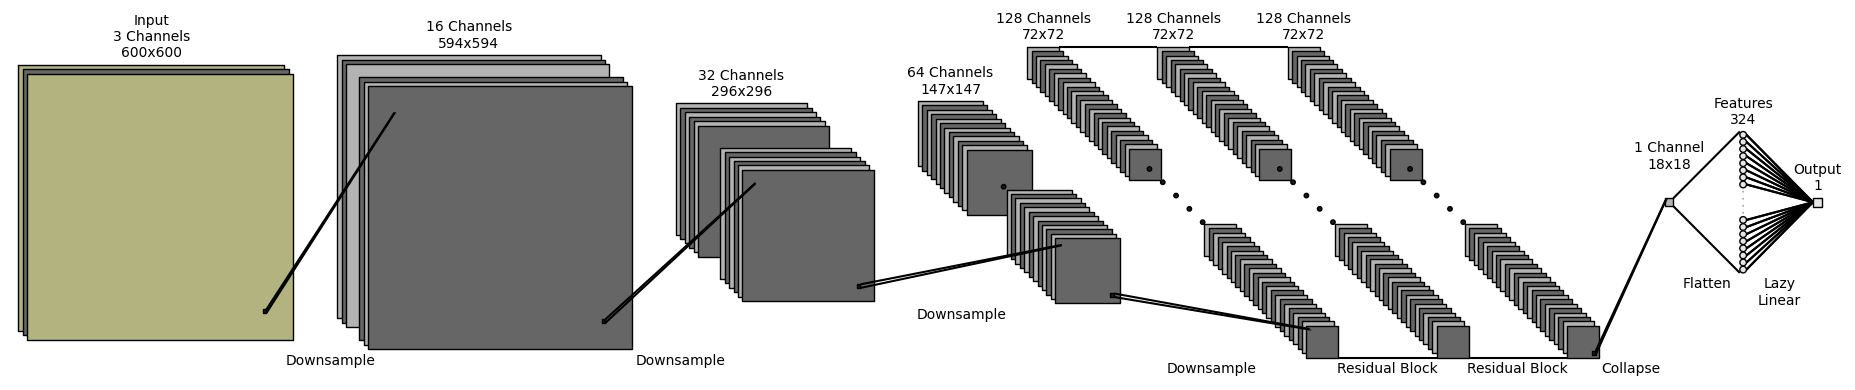 Input
3 Channels
600x600
16 Channels
594x594
32 Channels
296x296
64 Channels
147x147
128 Channels
72x72
128 Channels
72x72
128 Channels
72x72
1 Channel
18x18
Features
324
Output
1
Downsample
Downsample
Downsample
Downsample
Residual Block
Residual Block
Collapse
Flatten
Lazy
Linear